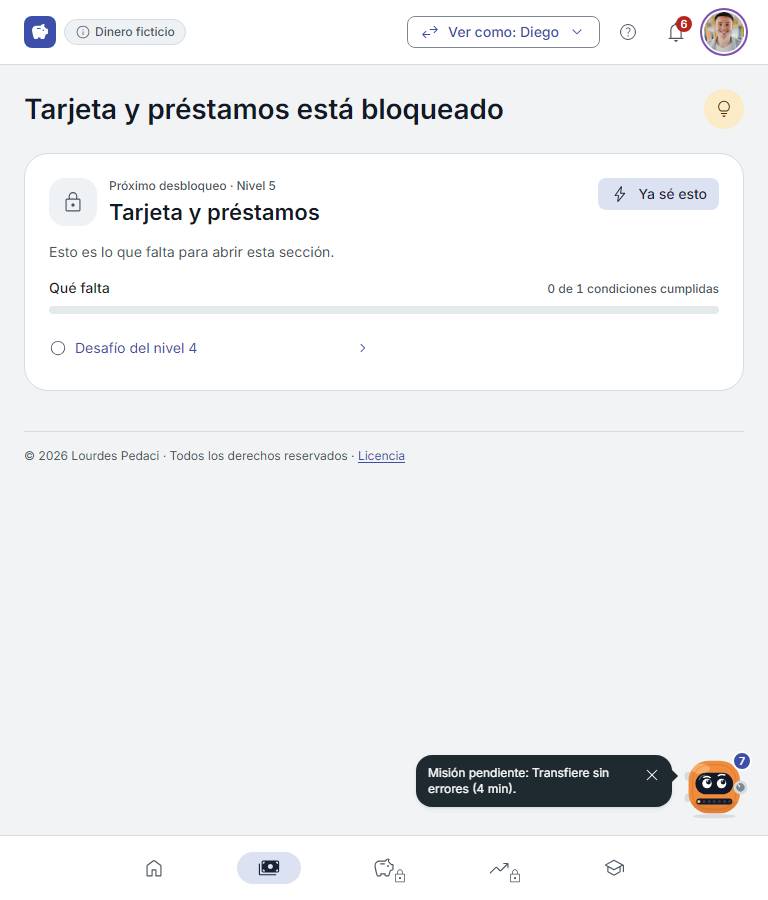 Dinero ficticio
Ver como: Diego
6
Tarjeta y préstamos está bloqueado
Próximo desbloqueo · Nivel 5
Tarjeta y préstamos
Ya sé esto
Esto es lo que falta para abrir esta sección.
Qué falta
0 de 1 condiciones cumplidas
Desafío del nivel 4
© 2026 Lourdes Pedaci · Todos los derechos reservados · Licencia
Misión pendiente: Transfiere sin
errores (4 min).
7